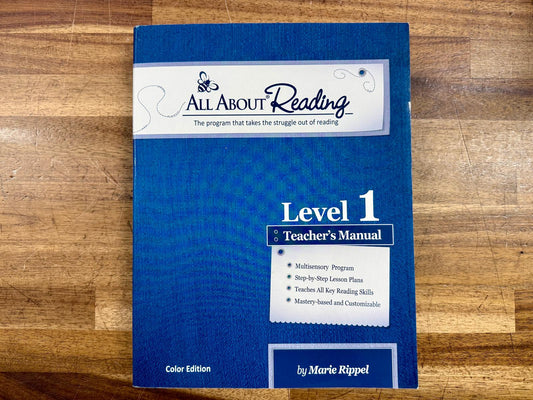 All About® Reading
The program that takes the struggle out of reading
Level 1
Teacher's Manual
Multisensory Program
Step-by-Step Lesson Plans
Teaches All Key Reading Skills
Mastery-based and Customizable
Color Edition
by Marie Rippel